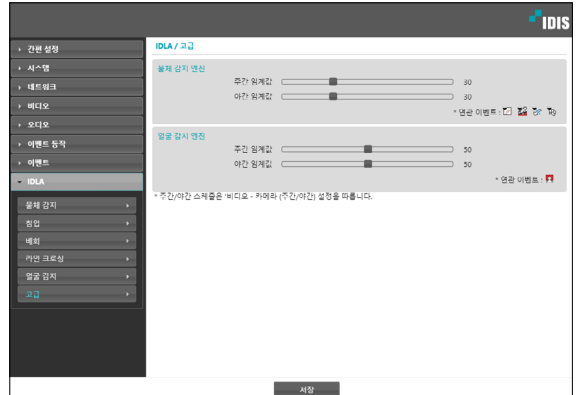 IDIS
간편 설정
시스템
네트워크
비디오
오디오
이벤트 동작
이벤트
IDLA
물체 감지
침입
배회
라인 크로싱
얼굴 감지
고급
IDLA / 고급
물체 감지 엔진
주간 임계값 30
야간 임계값 30
* 연관 이벤트 :
얼굴 감지 엔진
주간 임계값 50
야간 임계값 50
* 연관 이벤트 :
* 주간/야간 스케줄은 '비디오 - 카메라 (주간/야간) 설정을 따릅니다.
저장